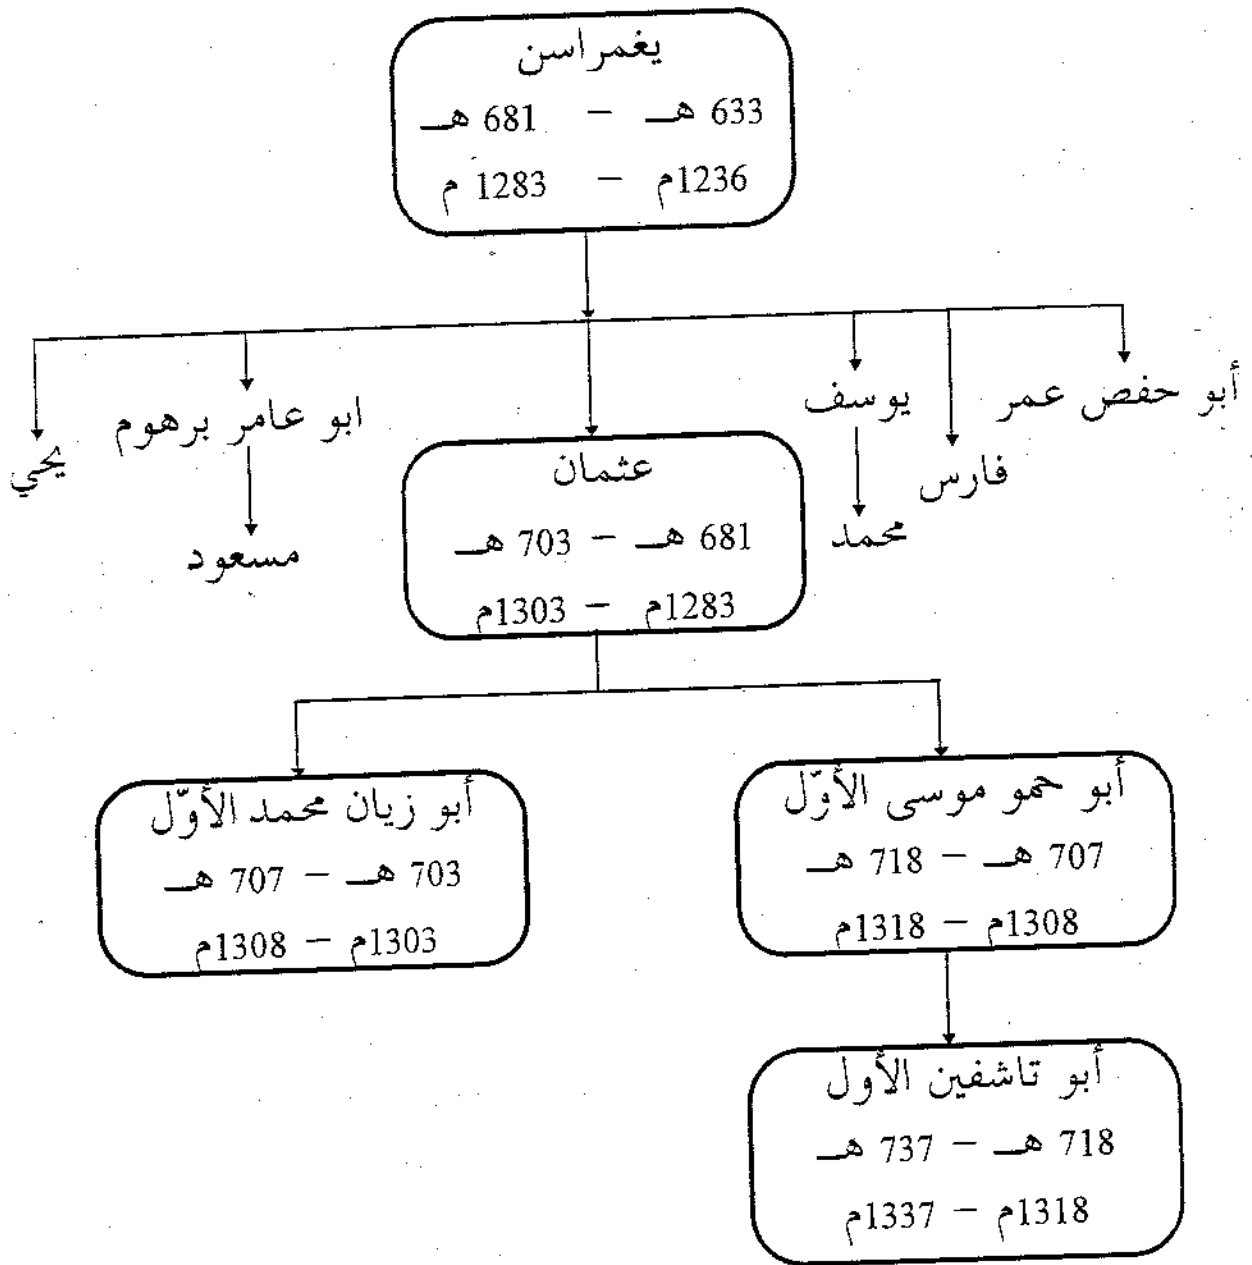 يغمراسن
633 هـ – 681 هـ
1236م – 1283 م
أبو حفص عمر
فارس
يوسف
محمد
عثمان
681 هـ – 703 هـ
1283م – 1303م
ابو عامر برهوم
مسعود
يحي
أبو حمو موسى الأوّل
707 هـ – 718 هـ
1308م – 1318م
أبو زيان محمد الأوّل
703 هـ – 707 هـ
1303م – 1308م
أبو تاشفين الأول
718 هـ – 737 هـ
1318م – 1337م